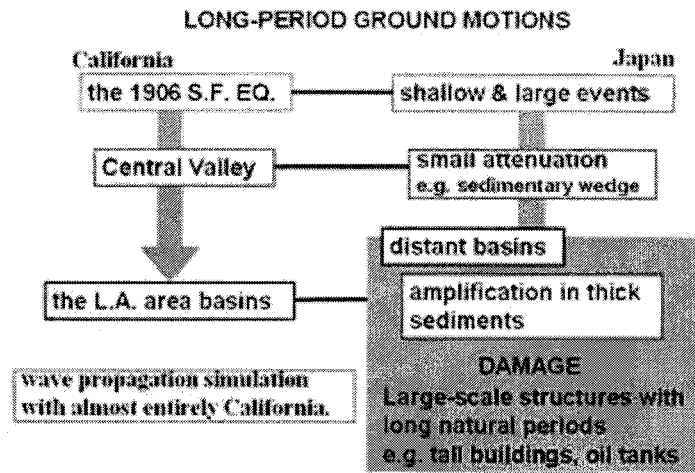 LONG-PERIOD GROUND MOTIONS
California
Japan
the 1906 S.F. EQ.
shallow & large events
Central Valley
small attenuation
e.g. sedimentary wedge
distant basins
the L.A. area basins
amplification in thick
sediments
wave propagation simulation
with almost entirely California.
DAMAGE
Large-scale structures with
long natural periods
e.g. tall buildings, oil tanks